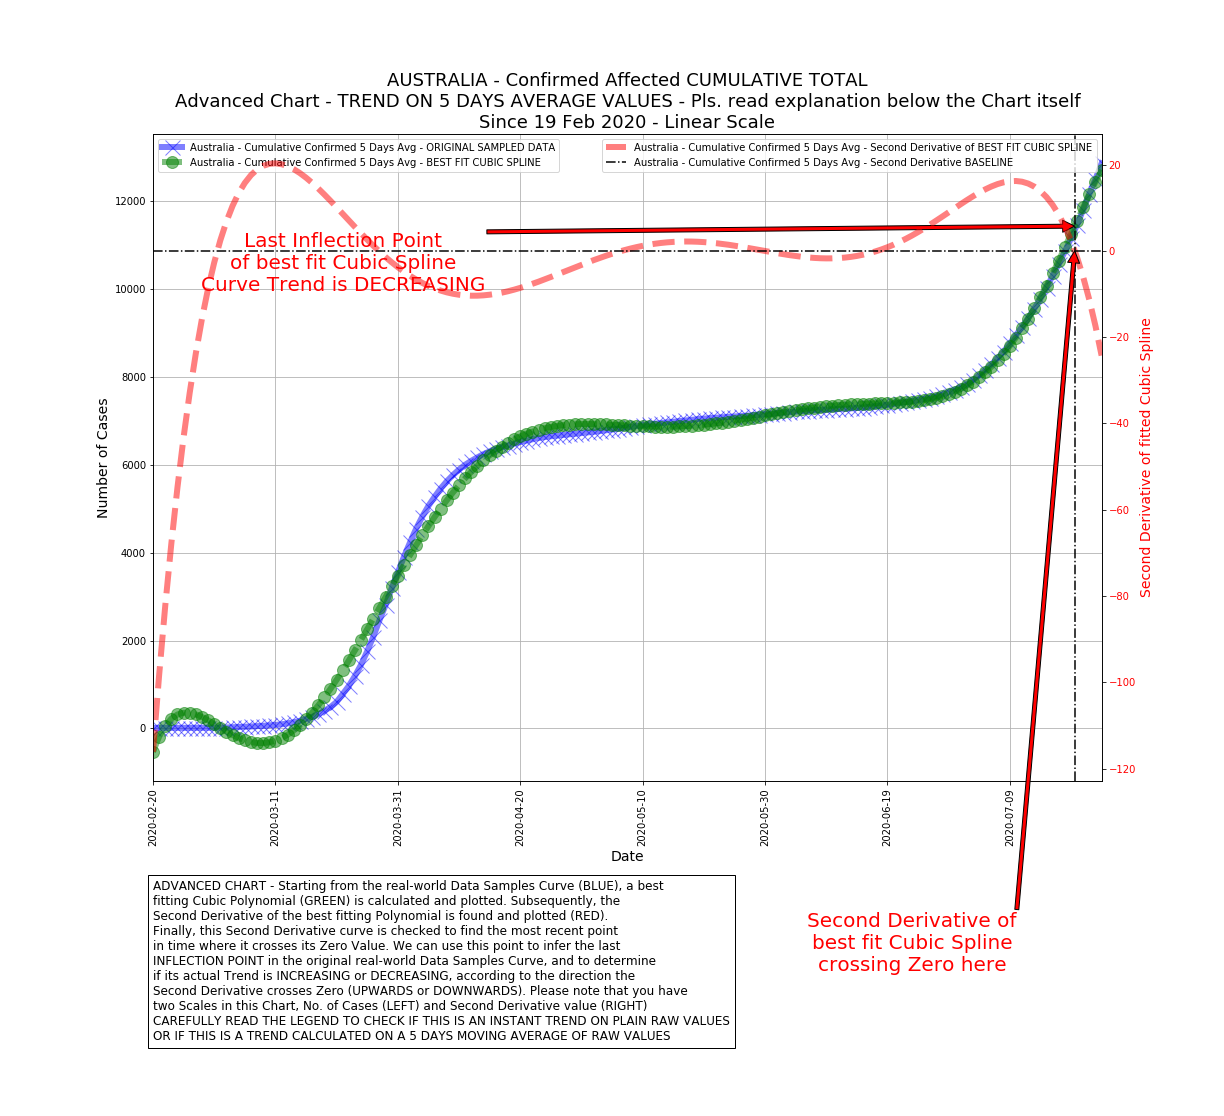 AUSTRALIA - Confirmed Affected CUMULATIVE TOTAL
Advanced Chart - TREND ON 5 DAYS AVERAGE VALUES - Pls. read explanation below the Chart itself
Since 19 Feb 2020 - Linear Scale
Australia - Cumulative Confirmed 5 Days Avg - ORIGINAL SAMPLED DATA
Australia - Cumulative Confirmed 5 Days Avg - BEST FIT CUBIC SPLINE
Australia - Cumulative Confirmed 5 Days Avg - Second Derivative of BEST FIT CUBIC SPLINE
Australia - Cumulative Confirmed 5 Days Avg - Second Derivative BASELINE
Last Inflection Point
of best fit Cubic Spline
Curve Trend is DECREASING
Number of Cases
12000
10000
8000
6000
4000
2000
0
20
0
−20
−40
−60
−80
−100
−120
Second Derivative of fitted Cubic Spline
2020-02-20
2020-03-11
2020-03-31
2020-04-20
2020-05-10
2020-05-30
2020-06-19
2020-07-09
Date
Second Derivative of
best fit Cubic Spline
crossing Zero here
ADVANCED CHART - Starting from the real-world Data Samples Curve (BLUE), a best
fitting Cubic Polynomial (GREEN) is calculated and plotted. Subsequently, the
Second Derivative of the best fitting Polynomial is found and plotted (RED).
Finally, this Second Derivative curve is checked to find the most recent point
in time where it crosses its Zero Value. We can use this point to infer the last
INFLECTION POINT in the original real-world Data Samples Curve, and to determine
if its actual Trend is INCREASING or DECREASING, according to the direction the
Second Derivative crosses Zero (UPWARDS or DOWNWARDS). Please note that you have
two Scales in this Chart, No. of Cases (LEFT) and Second Derivative value (RIGHT)
CAREFULLY READ THE LEGEND TO CHECK IF THIS IS AN INSTANT TREND ON PLAIN RAW VALUES
OR IF THIS IS A TREND CALCULATED ON A 5 DAYS MOVING AVERAGE OF RAW VALUES